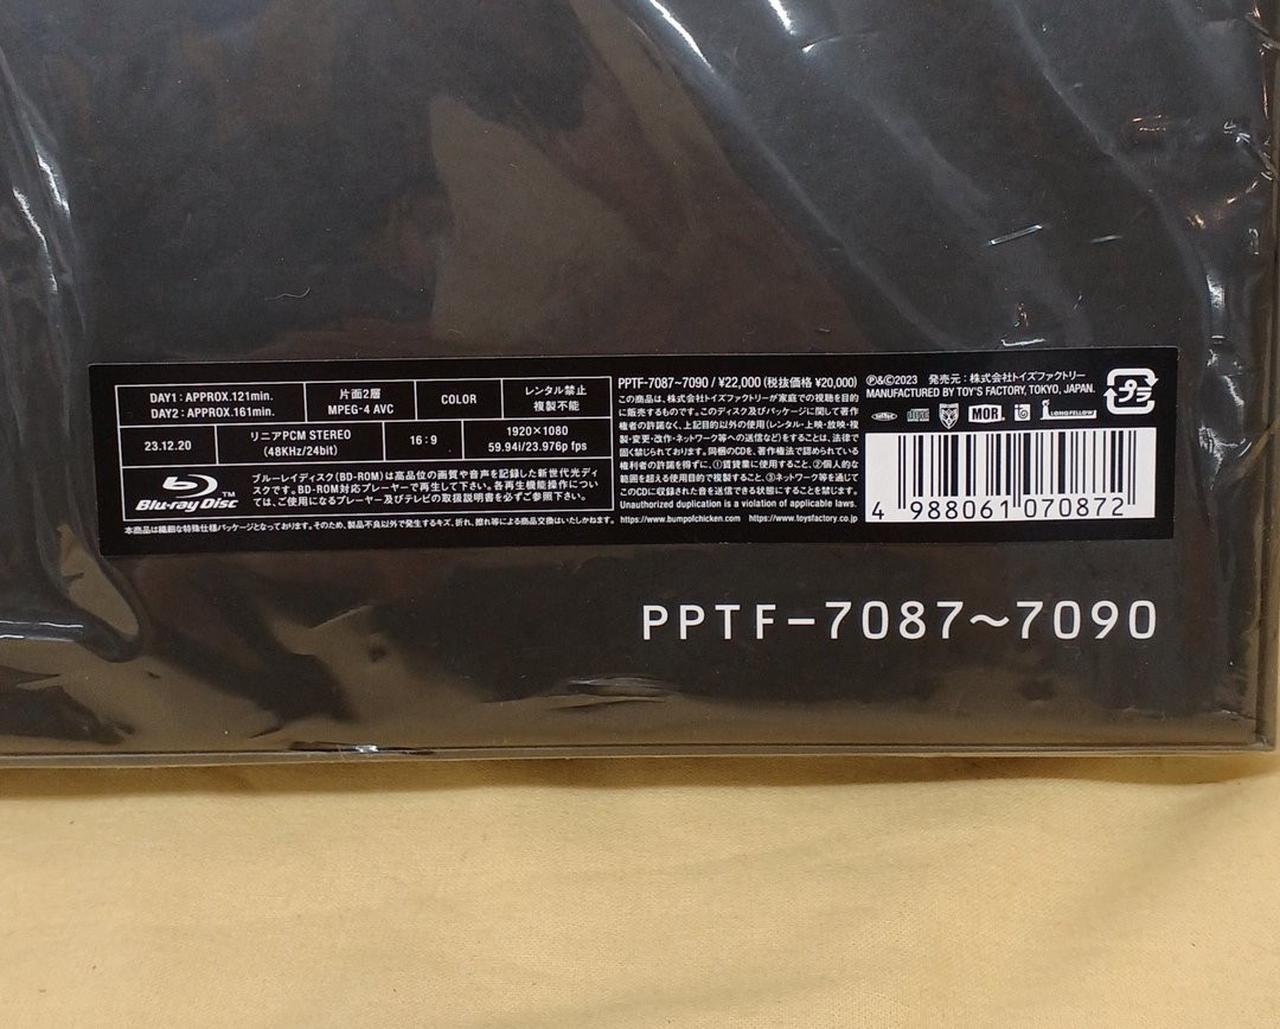 DAY1 : APPROX.121min.
DAY2 : APPROX.161min.
片面2層
MPEG-4 AVC
COLOR
レンタル禁止
複製不能
23.12.20
リニアPCM STEREO
(48KHz/24bit)
16 : 9
1920×1080
59.94i/23.976p fps
Blu-ray Disc™
ブルーレイディスク(BD-ROM)は高品位の画質や音声を記録した新世代光ディ
スクです。BD-ROM対応プレーヤーで再生して下さい。各再生機能操作につい
ては、ご使用になるプレーヤー及びテレビの取扱説明書を必ずご参照下さい。
本商品は繊細な特殊仕様パッケージとなっております。そのため、製品不良以外で発生するキズ、折れ、擦れ等による商品交換はいたしかねます。
PPTF-7087~7090 / ¥22,000 (税抜価格 ¥20,000)
この商品は、株式会社トイズファクトリーが家庭での視聴を目的
に販売するものです。このディスク及びパッケージに関して著作
権者の許諾なく、上記目的以外の使用(レンタル・上映・放映・複
製・変更・改作・ネットワーク等への送信など)をすることは、法律で
固く禁じられております。同梱のCDを、著作権法で認められている
権利者の許諾を得ずに、①賃貸業に使用すること、②個人的な
範囲を超える使用目的で複製すること、③ネットワーク等を通じて
このCDに収録された音を送信できる状態にすることを禁じます。
Unauthorized duplication is a violation of applicable laws.
https://www.bumpofchicken.com https://www.toysfactory.co.jp
℗&©2023 発売元:株式会社トイズファクトリー
MANUFACTURED BY TOY'S FACTORY, TOKYO, JAPAN.
プラ
MOR.
LONGFELLOW
4 988061 070872
PPTF-7087~7090